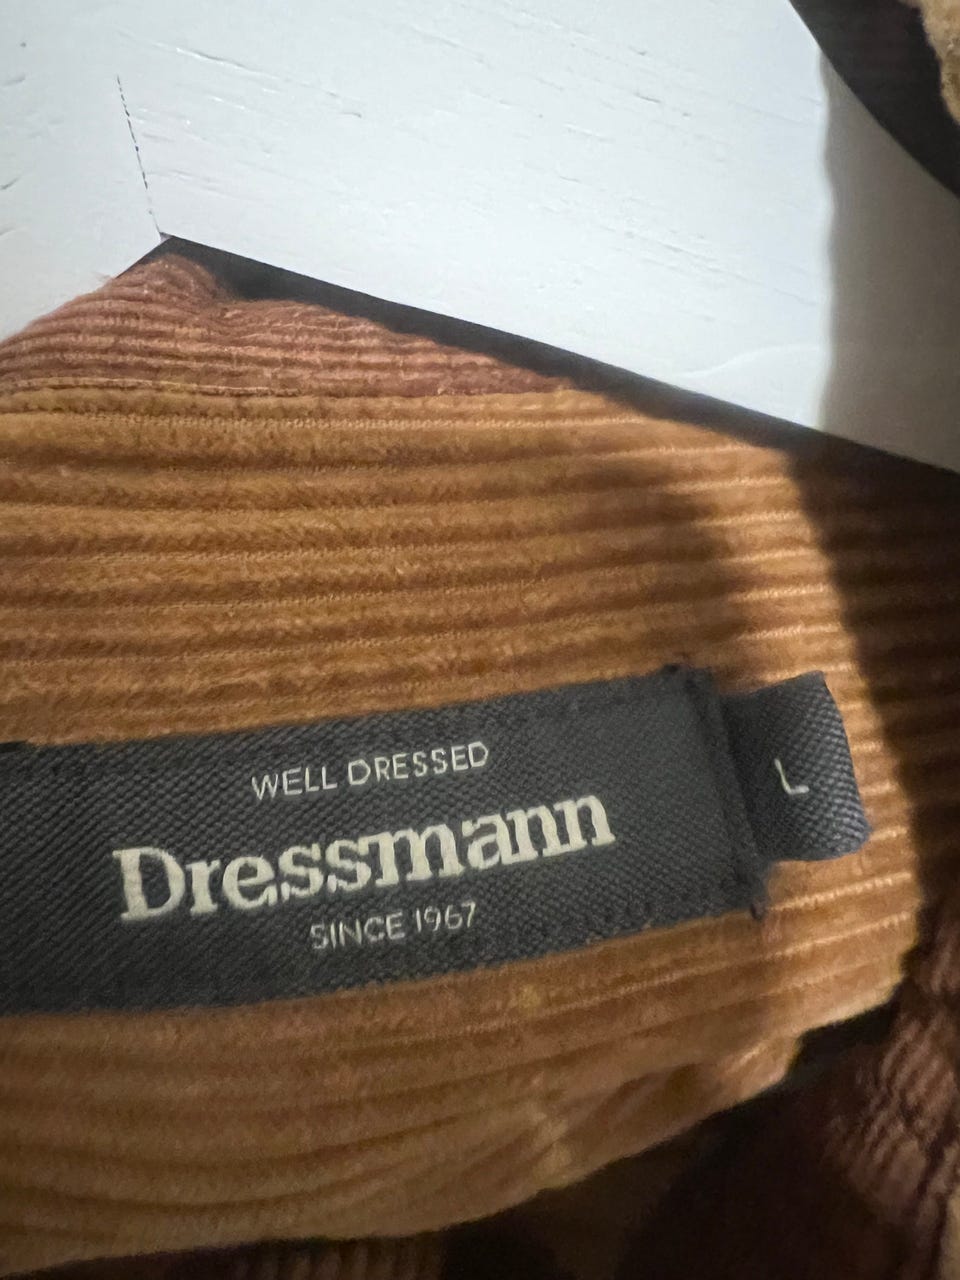 WELL DRESSED
Dressmann
SINCE 1967
L